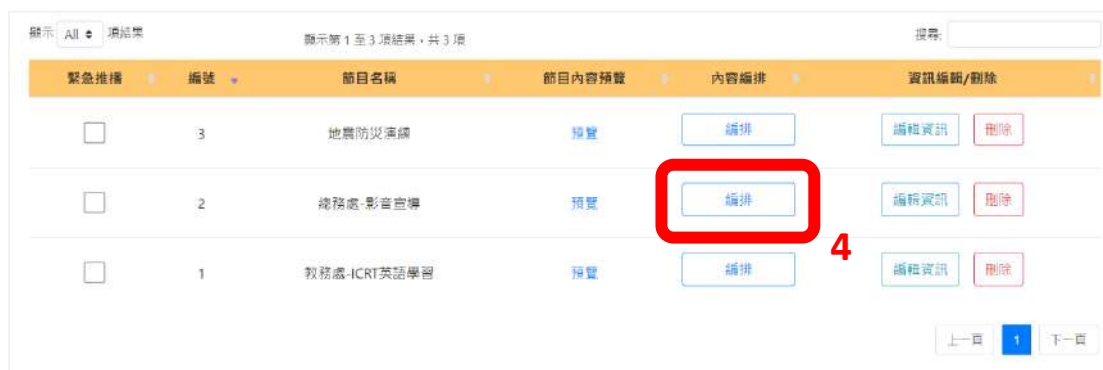 顯示 All 項結果 顯示第 1 至 3 項結果，共 3 項 搜尋:
緊急推播 編號 節目名稱 節目內容預覽 內容編排 資訊編輯/刪除
3 地震防災演練 預覽 編排 編輯資訊 刪除
2 總務處-影音宣導 預覽 編排 編輯資訊 刪除
4
1 教務處-ICRT英語學習 預覽 編排 編輯資訊 刪除
上一頁 1 下一頁